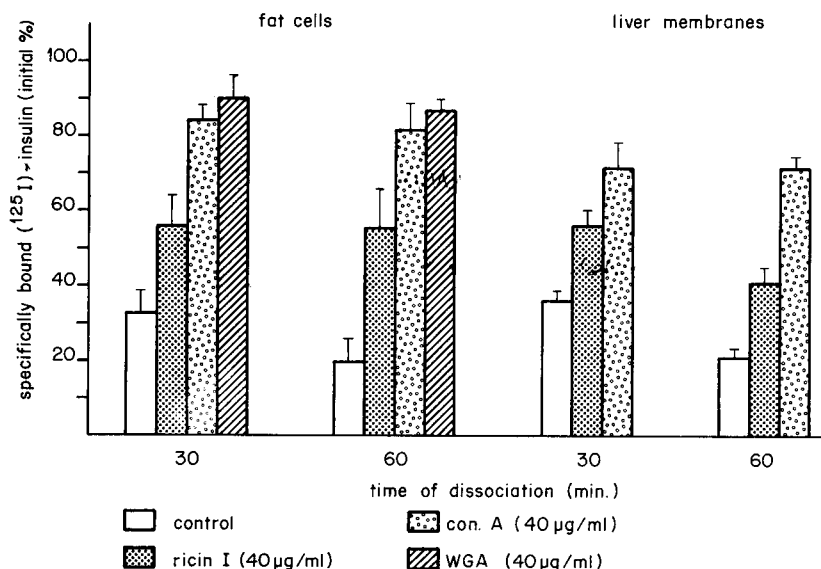 fat cells
liver membranes
specifically bound (¹²⁵I)-insulin (initial %)
100
80
60
40
20
30
60
30
60
time of dissociation (min.)
control
con. A (40 µg/ml)
ricin I (40 µg/ml)
WGA (40 µg/ml)